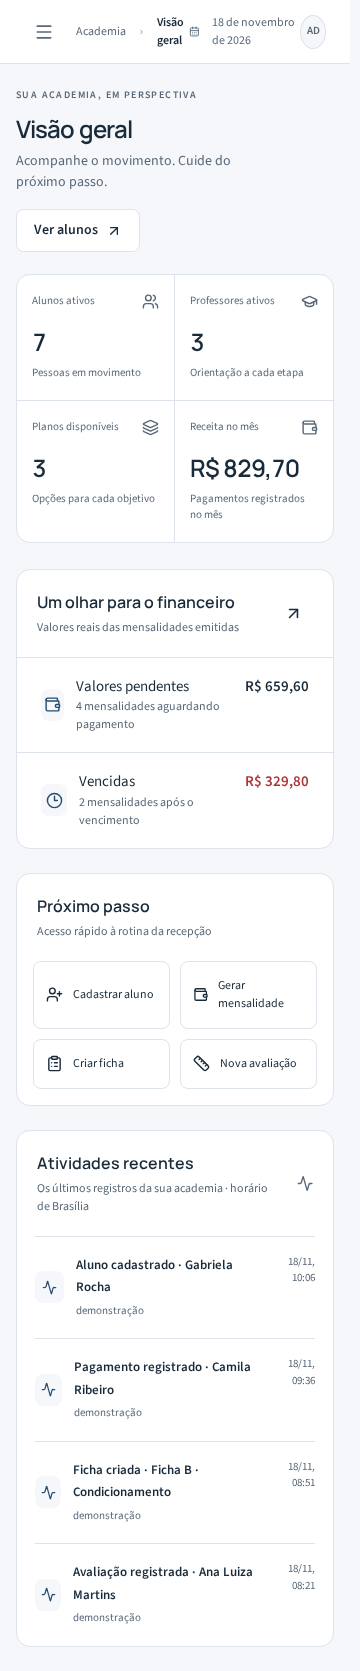 Academia › Visão geral 18 de novembro de 2026 AD
SUA ACADEMIA, EM PERSPECTIVA
Visão geral
Acompanhe o movimento. Cuide do
próximo passo.
Ver alunos
Alunos ativos
7
Pessoas em movimento
Professores ativos
3
Orientação a cada etapa
Planos disponíveis
3
Opções para cada objetivo
Receita no mês
R$ 829,70
Pagamentos registrados
no mês
Um olhar para o financeiro
Valores reais das mensalidades emitidas
Valores pendentes R$ 659,60
4 mensalidades aguardando
pagamento
Vencidas R$ 329,80
2 mensalidades após o
vencimento
Próximo passo
Acesso rápido à rotina da recepção
Cadastrar aluno
Gerar
mensalidade
Criar ficha
Nova avaliação
Atividades recentes
Os últimos registros da sua academia · horário
de Brasília
Aluno cadastrado · Gabriela
Rocha
demonstração
18/11,
10:06
Pagamento registrado · Camila
Ribeiro
demonstração
18/11,
09:36
Ficha criada · Ficha B ·
Condicionamento
demonstração
18/11,
08:51
Avaliação registrada · Ana Luiza
Martins
demonstração
18/11,
08:21